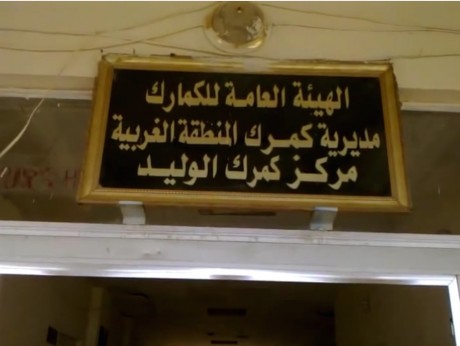 الهيئة العامة للكمارك
مديرية كمرك المنطقة الغربية
مركز كمرك الوليد